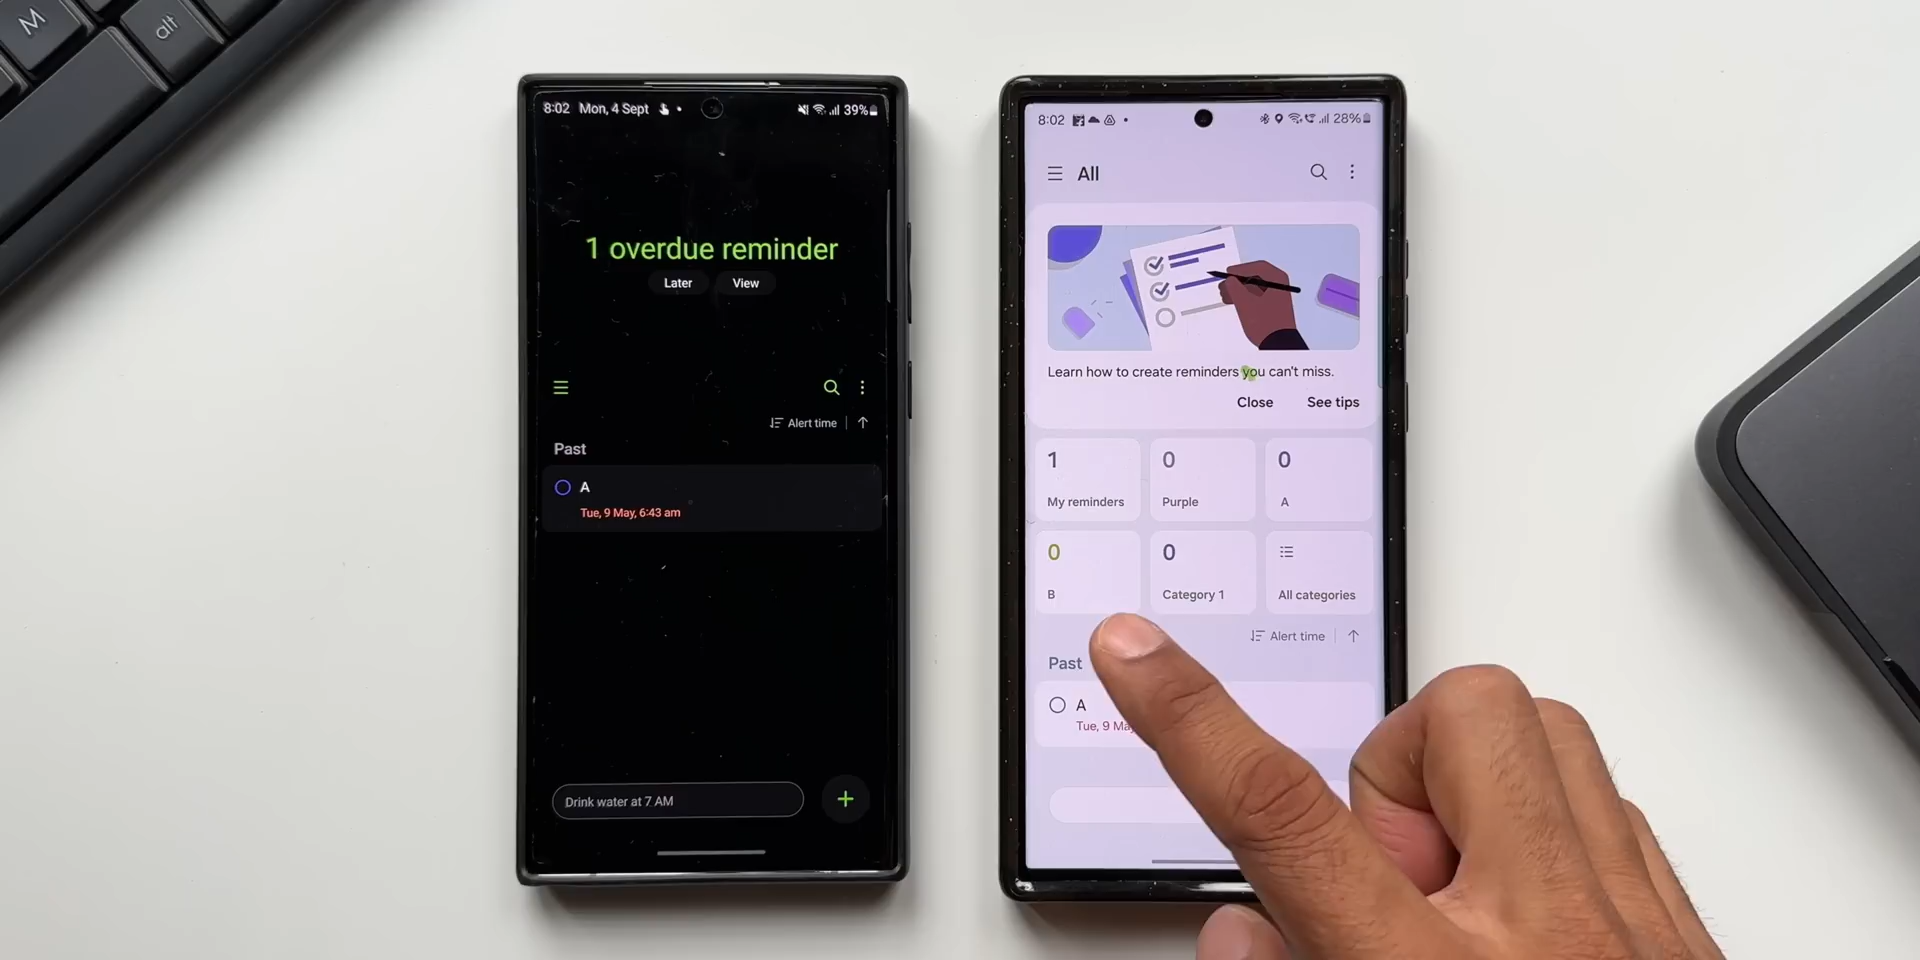 M
alt
8:02 Mon, 4 Sept
39%
1 overdue reminder
Later
View
Alert time
Past
A
Tue, 9 May, 6:43 am
Drink water at 7 AM
8:02
28%
All
Learn how to create reminders you can't miss.
Close
See tips
1
My reminders
0
Purple
0
A
0
B
0
Category 1
All categories
Alert time
Past
A
Tue, 9 May